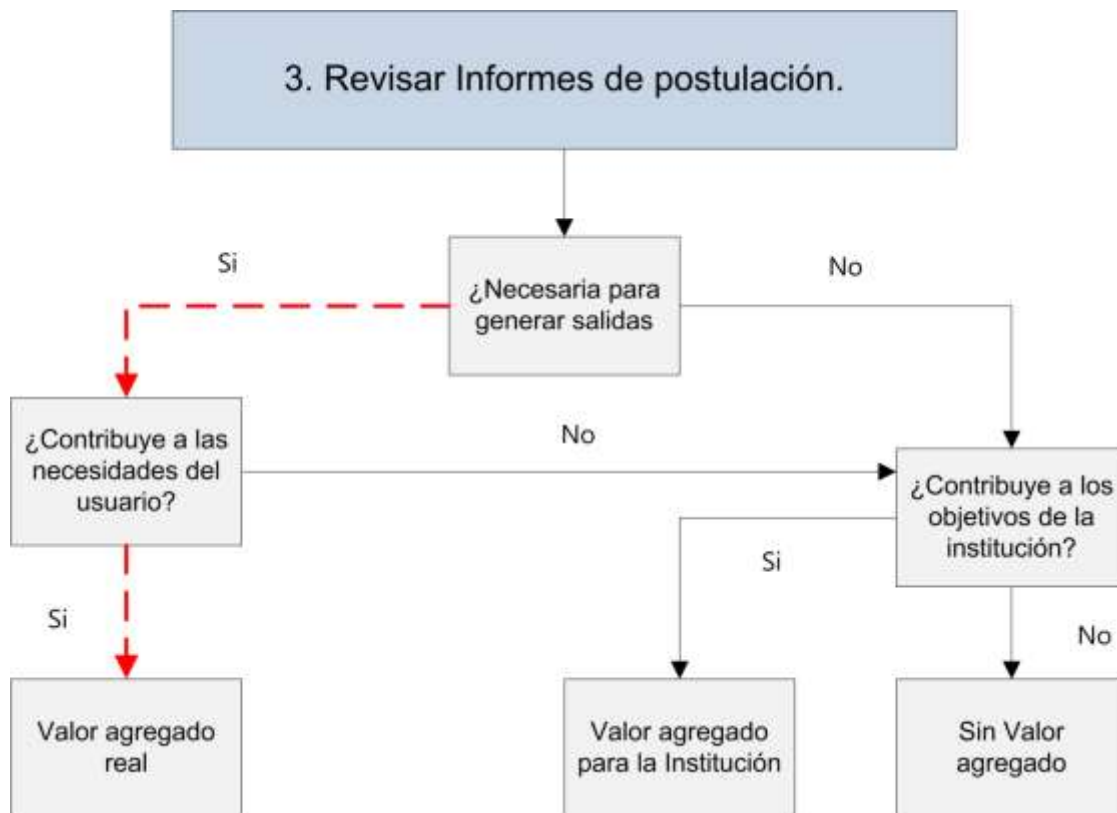 3. Revisar Informes de postulación.
Si
No
¿Necesaria para
generar salidas
¿Contribuye a las
necesidades del
usuario?
No
¿Contribuye a los
objetivos de la
institución?
Si
Si
No
Valor agregado
real
Valor agregado
para la Institución
Sin Valor
agregado